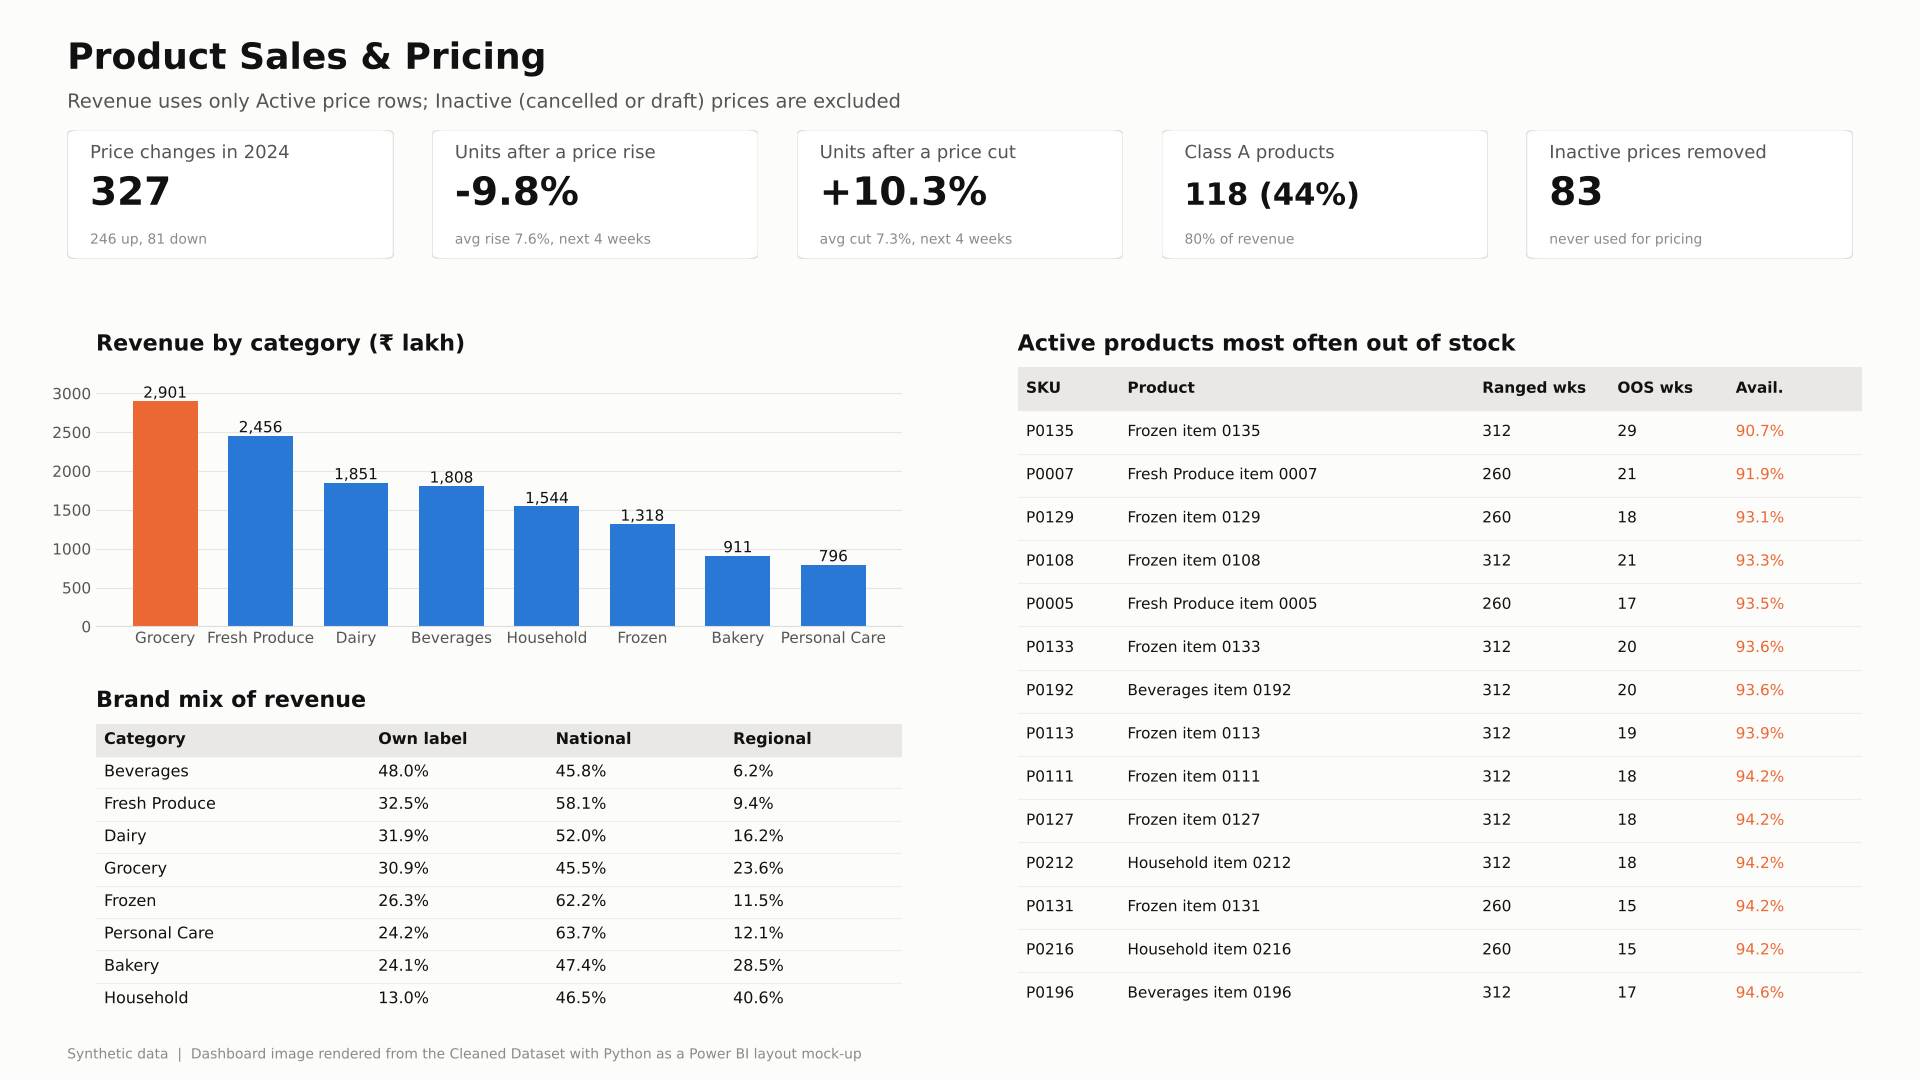 Product Sales & Pricing
Revenue uses only Active price rows; Inactive (cancelled or draft) prices are excluded
Price changes in 2024
327
246 up, 81 down
Units after a price rise
-9.8%
avg rise 7.6%, next 4 weeks
Units after a price cut
+10.3%
avg cut 7.3%, next 4 weeks
Class A products
118 (44%)
80% of revenue
Inactive prices removed
83
never used for pricing
Revenue by category (₹ lakh)
3000
2500
2000
1500
1000
500
0
2,901
2,456
1,851
1,808
1,544
1,318
911
796
Grocery Fresh Produce Dairy Beverages Household Frozen Bakery Personal Care
Brand mix of revenue
Category Own label National Regional
Beverages 48.0% 45.8% 6.2%
Fresh Produce 32.5% 58.1% 9.4%
Dairy 31.9% 52.0% 16.2%
Grocery 30.9% 45.5% 23.6%
Frozen 26.3% 62.2% 11.5%
Personal Care 24.2% 63.7% 12.1%
Bakery 24.1% 47.4% 28.5%
Household 13.0% 46.5% 40.6%
Active products most often out of stock
SKU Product Ranged wks OOS wks Avail.
P0135 Frozen item 0135 312 29 90.7%
P0007 Fresh Produce item 0007 260 21 91.9%
P0129 Frozen item 0129 260 18 93.1%
P0108 Frozen item 0108 312 21 93.3%
P0005 Fresh Produce item 0005 260 17 93.5%
P0133 Frozen item 0133 312 20 93.6%
P0192 Beverages item 0192 312 20 93.6%
P0113 Frozen item 0113 312 19 93.9%
P0111 Frozen item 0111 312 18 94.2%
P0127 Frozen item 0127 312 18 94.2%
P0212 Household item 0212 312 18 94.2%
P0131 Frozen item 0131 260 15 94.2%
P0216 Household item 0216 260 15 94.2%
P0196 Beverages item 0196 312 17 94.6%
Synthetic data | Dashboard image rendered from the Cleaned Dataset with Python as a Power BI layout mock-up